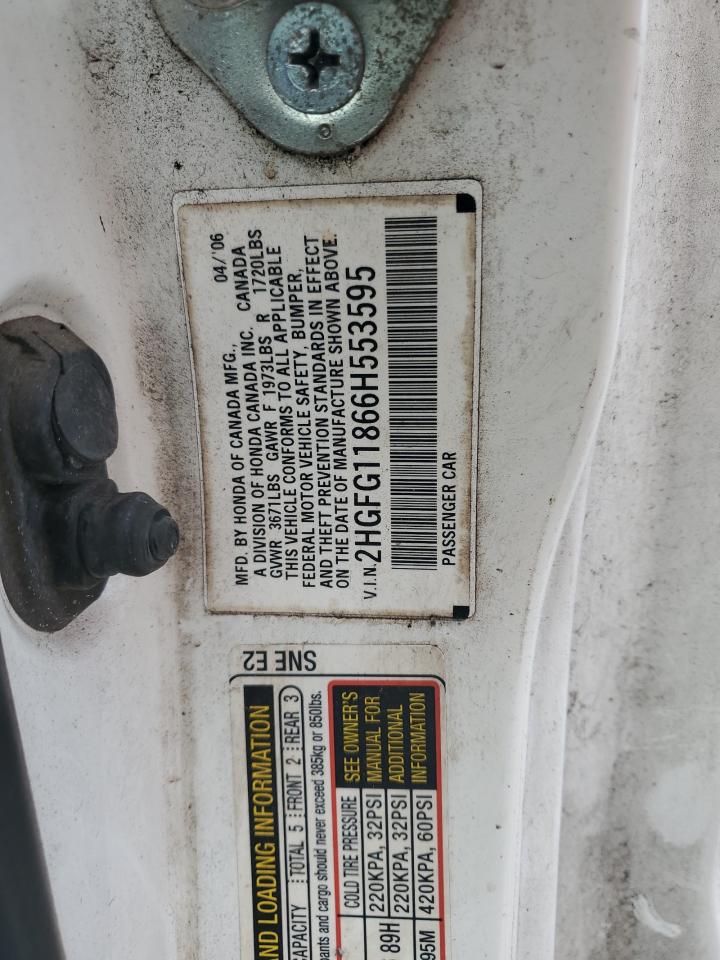 04/'06
MFD. BY HONDA OF CANADA MFG.,
A DIVISION OF HONDA CANADA INC. CANADA
GVWR 3671LBS GAWR F 1973LBS R 1720LBS
THIS VEHICLE CONFORMS TO ALL APPLICABLE
FEDERAL MOTOR VEHICLE SAFETY, BUMPER,
AND THEFT PREVENTION STANDARDS IN EFFECT
ON THE DATE OF MANUFACTURE SHOWN ABOVE.
V.I.N. 2HGFG11866H553595
PASSENGER CAR
SNE E2
AND LOADING INFORMATION
CAPACITY TOTAL 5 FRONT 2 REAR 3
pants and cargo should never exceed 385kg or 850lbs.
COLD TIRE PRESSURE SEE OWNER'S
220KPA, 32PSI MANUAL FOR
89H 220KPA, 32PSI ADDITIONAL
95M 420KPA, 60PSI INFORMATION